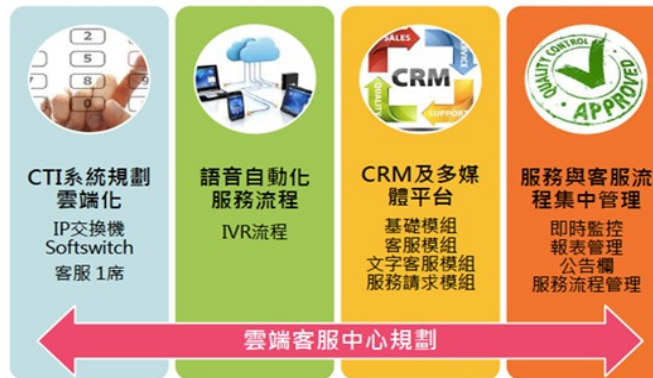 2
5
8
9
0
SALES
SERVICE
SUPPORT
QUALITY
CRM
QUALITY CONTROL
APPROVED
CTI系統規劃
雲端化
IP交換機
Softswitch
客服 1席
語音自動化
服務流程
IVR流程
CRM及多媒
體平台
基礎模組
客服模組
文字客服模組
服務請求模組
服務與客服流
程集中管理
即時監控
報表管理
公告欄
服務流程管理
雲端客服中心規劃